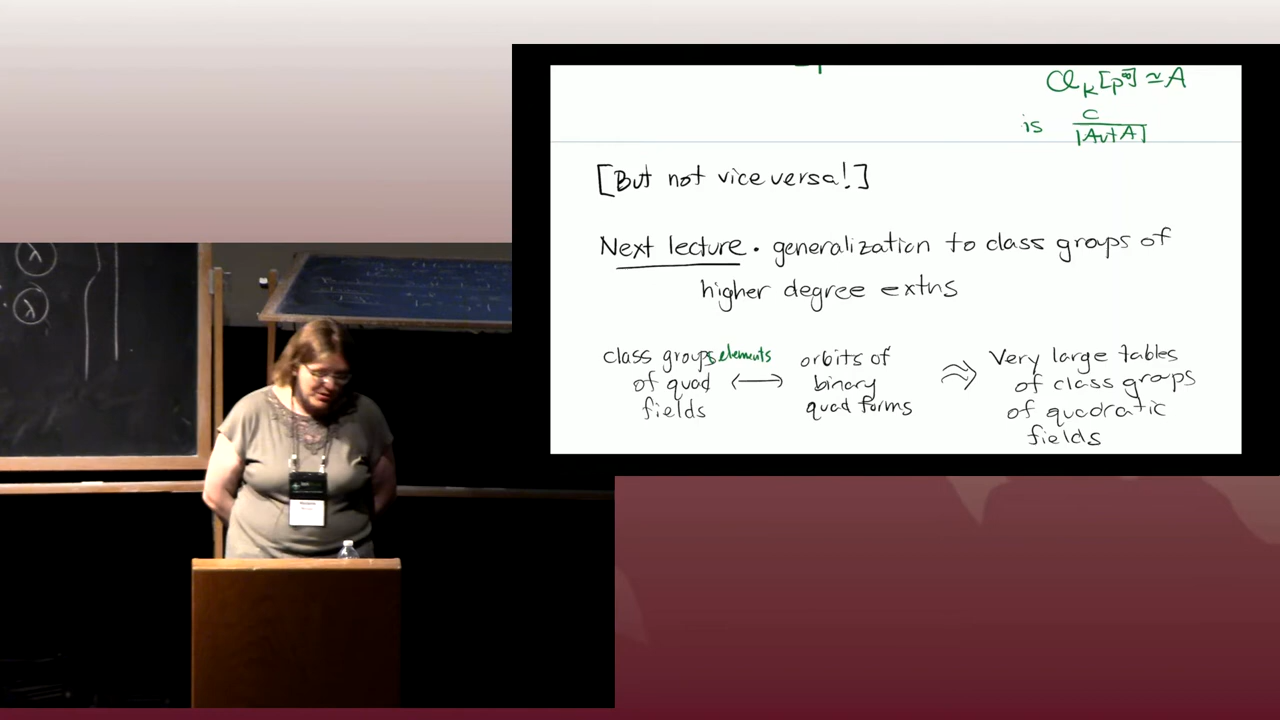 Cl_K[p^∞] ≃ A
is c/|Aut A|
[But not vice versa!]
Next lecture • generalization to class groups of
higher degree extns
class groups elements
of quad
fields
⟷
orbits of
binary
quad forms
⇝
Very large tables
of class groups
of quadratic
fields
λ
λ